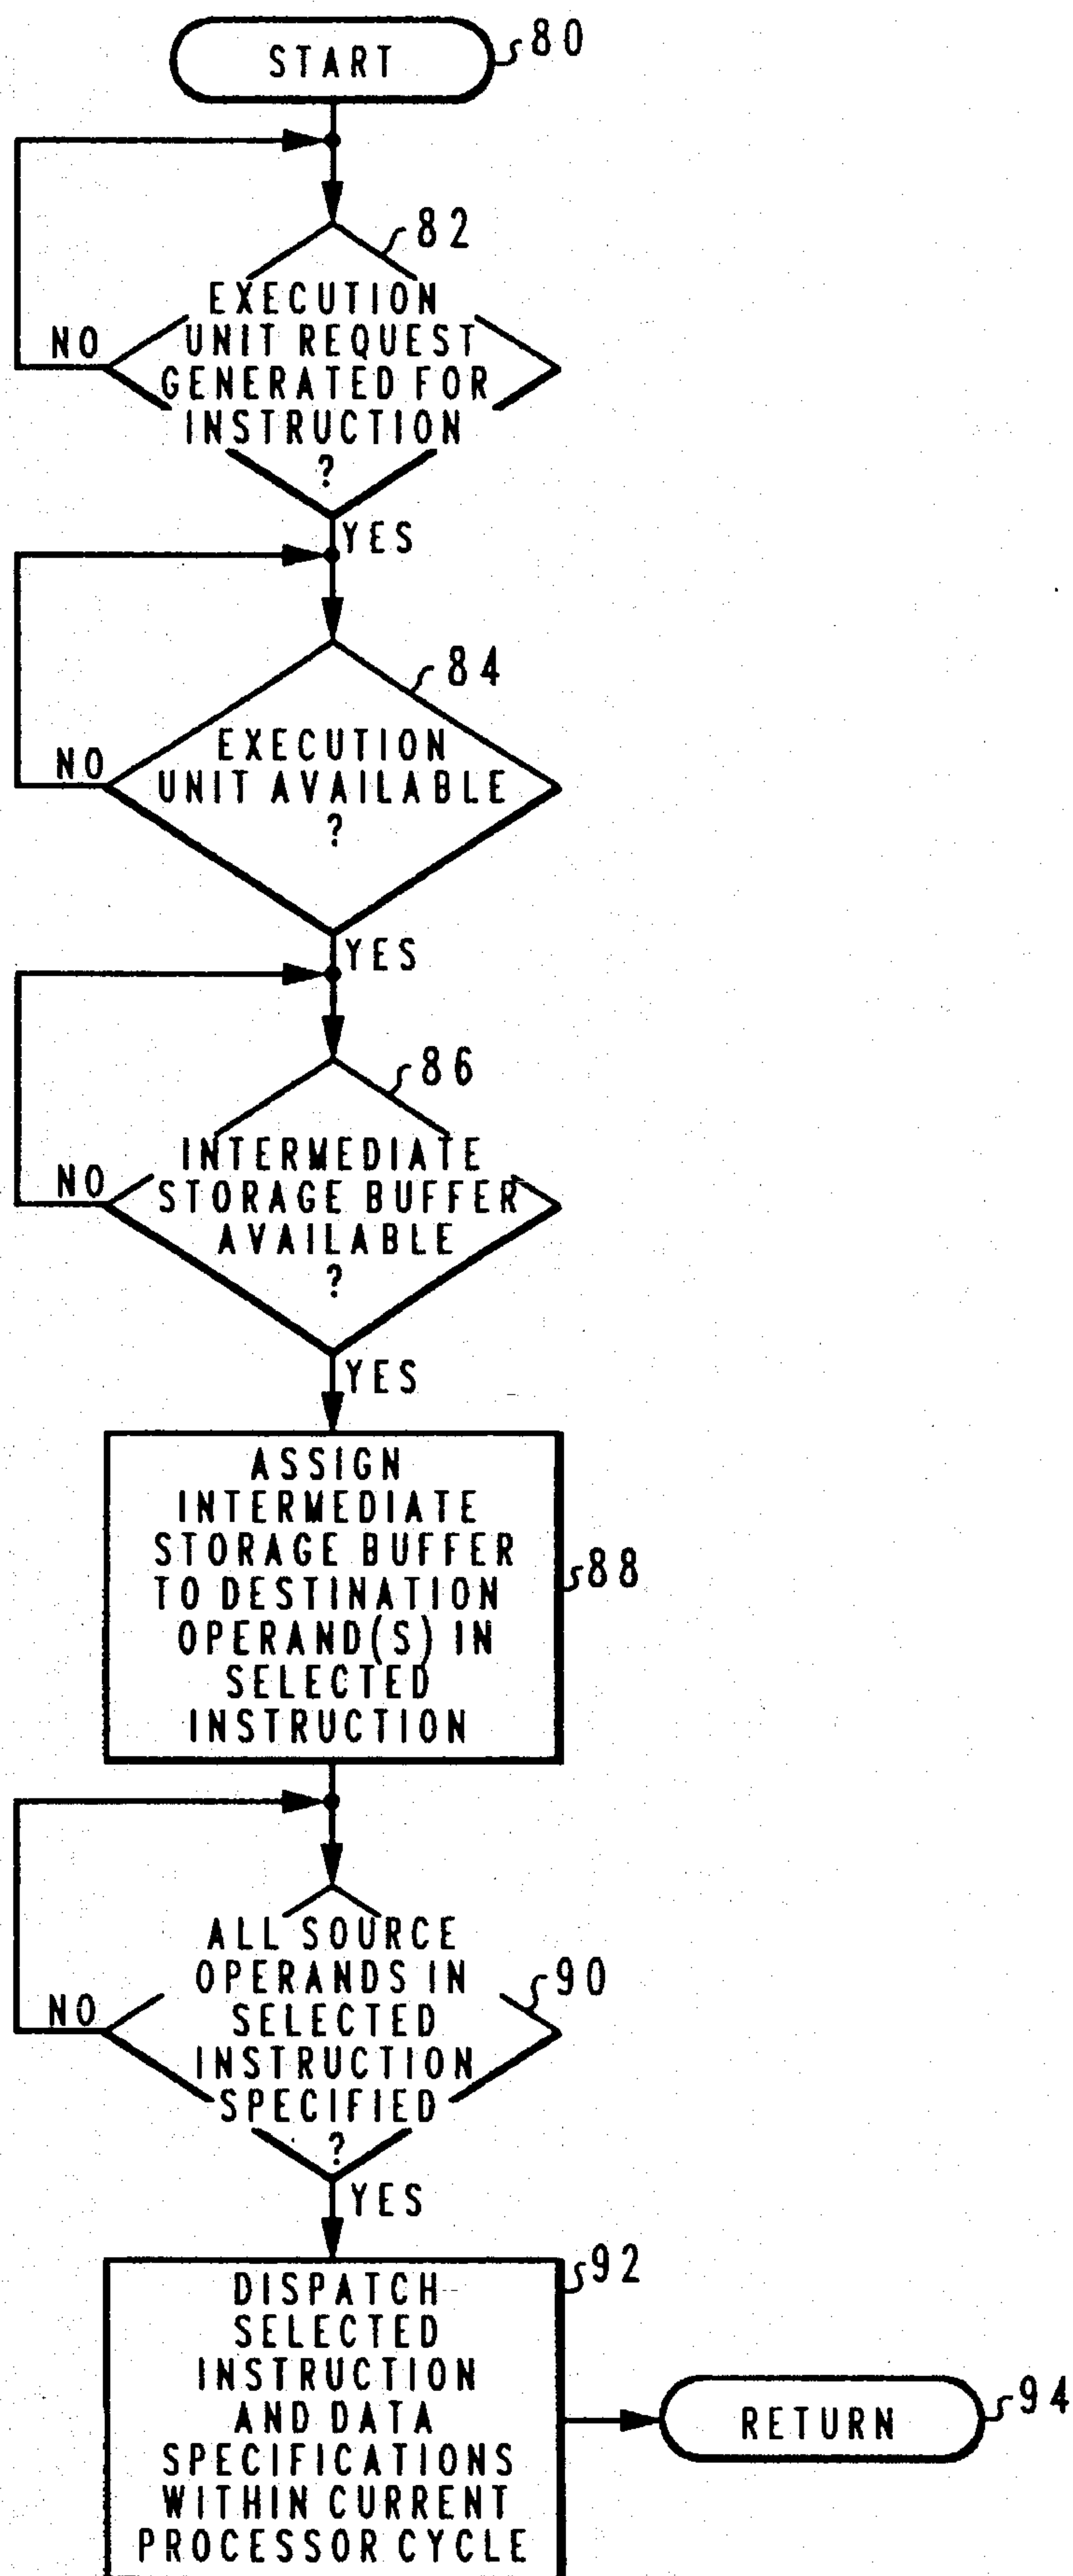 START
80
82
EXECUTION
UNIT REQUEST
GENERATED FOR
INSTRUCTION
?
NO
YES
84
EXECUTION
UNIT AVAILABLE
?
NO
YES
86
INTERMEDIATE
STORAGE BUFFER
AVAILABLE
?
NO
YES
ASSIGN
INTERMEDIATE
STORAGE BUFFER
TO DESTINATION
OPERAND(S) IN
SELECTED
INSTRUCTION
88
ALL SOURCE
OPERANDS IN
SELECTED
INSTRUCTION
SPECIFIED
?
90
NO
YES
92
DISPATCH
SELECTED
INSTRUCTION
AND DATA
SPECIFICATIONS
WITHIN CURRENT
PROCESSOR CYCLE
RETURN
94